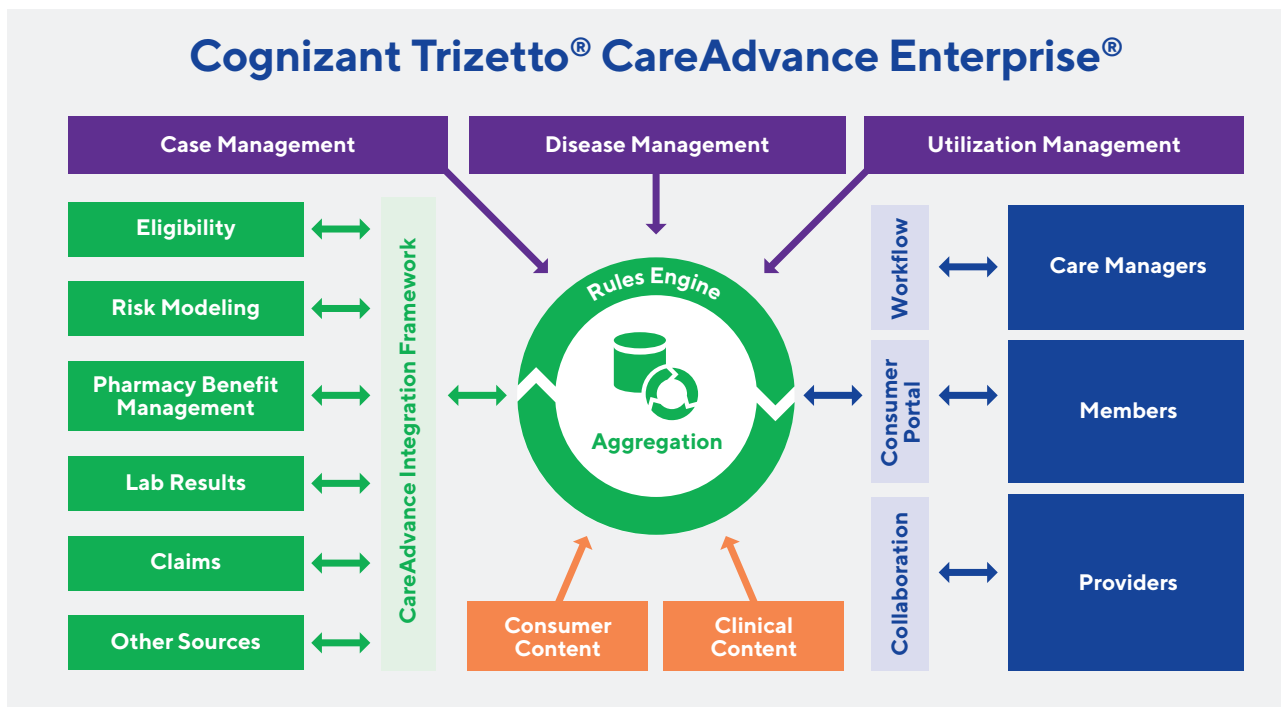 Cognizant Trizetto® CareAdvance Enterprise®
Case Management
Disease Management
Utilization Management
Eligibility
Risk Modeling
Pharmacy Benefit
Management
Lab Results
Claims
Other Sources
CareAdvance Integration Framework
Rules Engine
Aggregation
Consumer
Content
Clinical
Content
Workflow
Consumer
Portal
Collaboration
Care Managers
Members
Providers